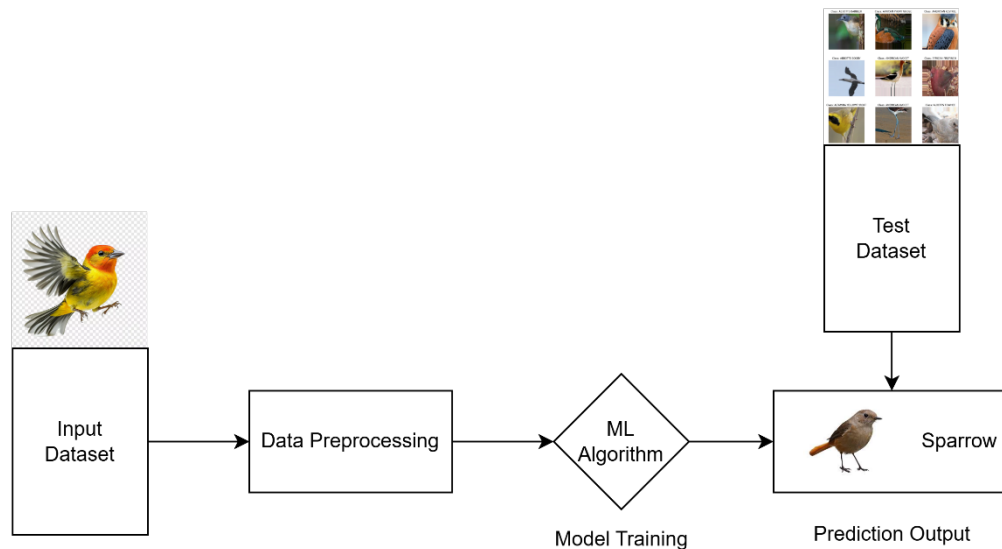 Test
Dataset
Input
Dataset
Data Preprocessing
ML
Algorithm
Sparrow
Model Training
Prediction Output